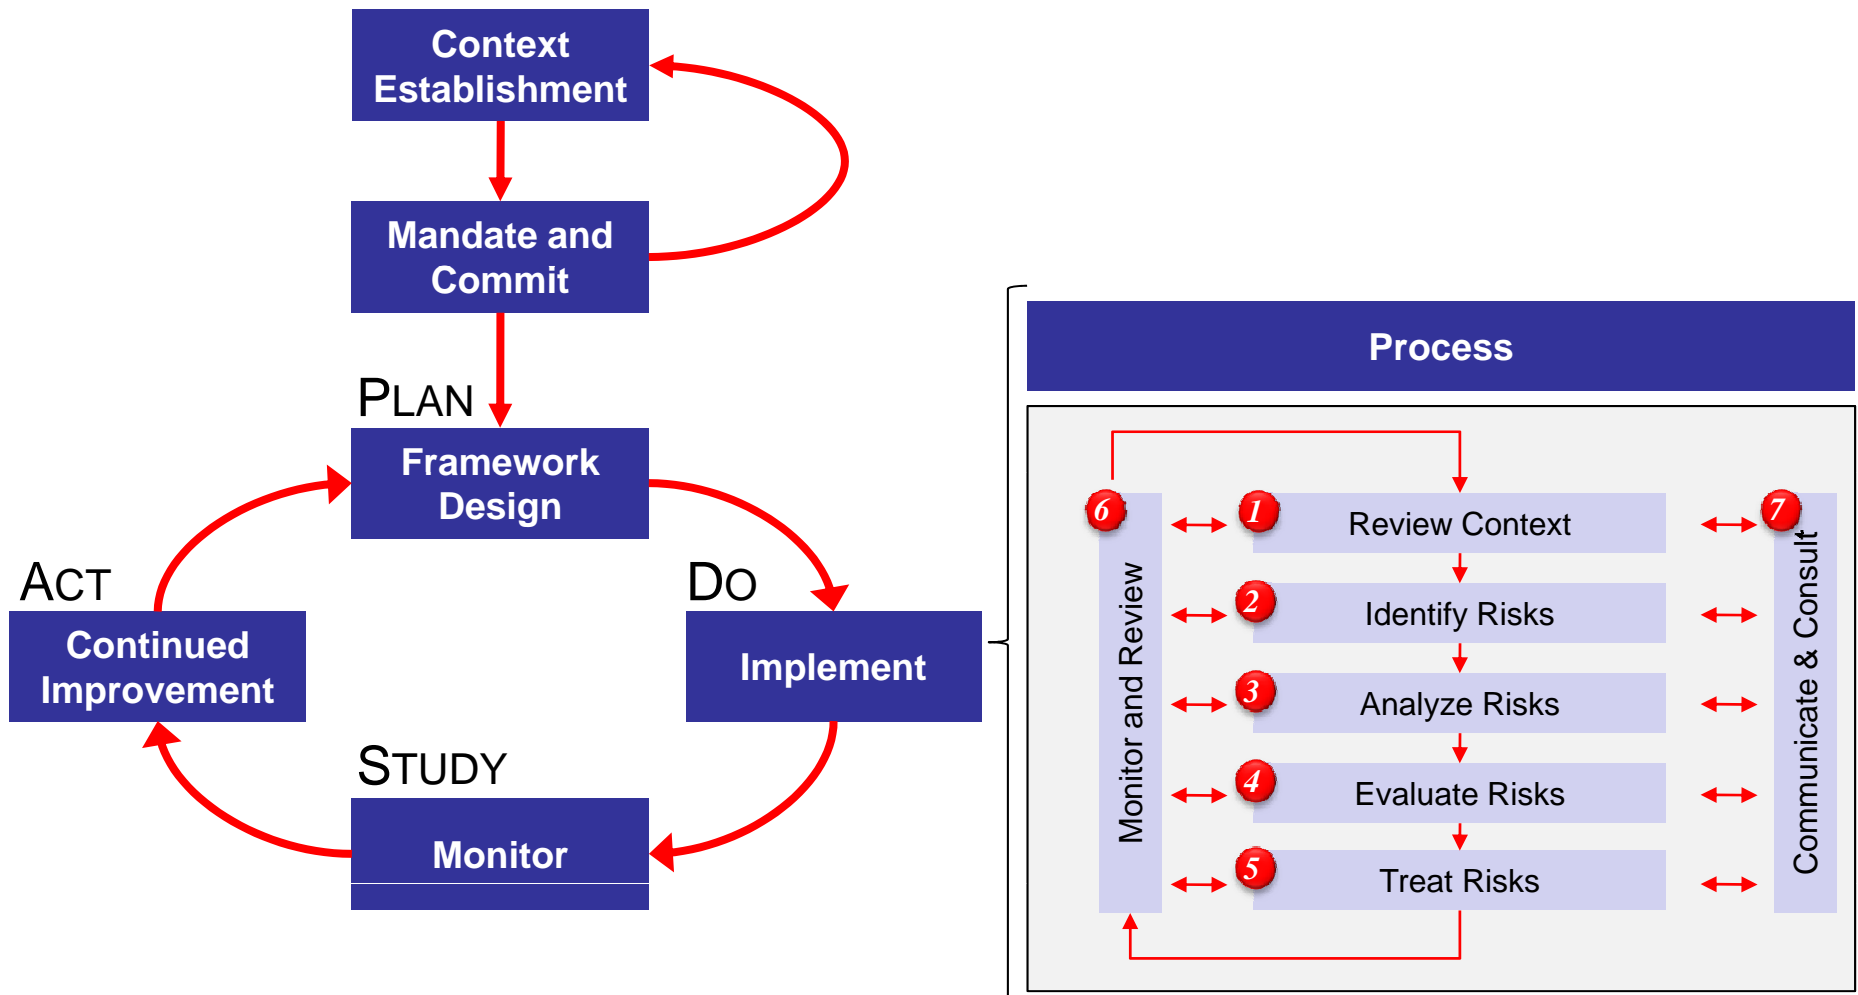 Context
Establishment
Mandate and
Commit
PLAN
Framework
Design
ACT
Continued
Improvement
DO
Implement
STUDY
Monitor
Process
6
Monitor and Review
1
Review Context
2
Identify Risks
3
Analyze Risks
4
Evaluate Risks
5
Treat Risks
7
Communicate & Consult